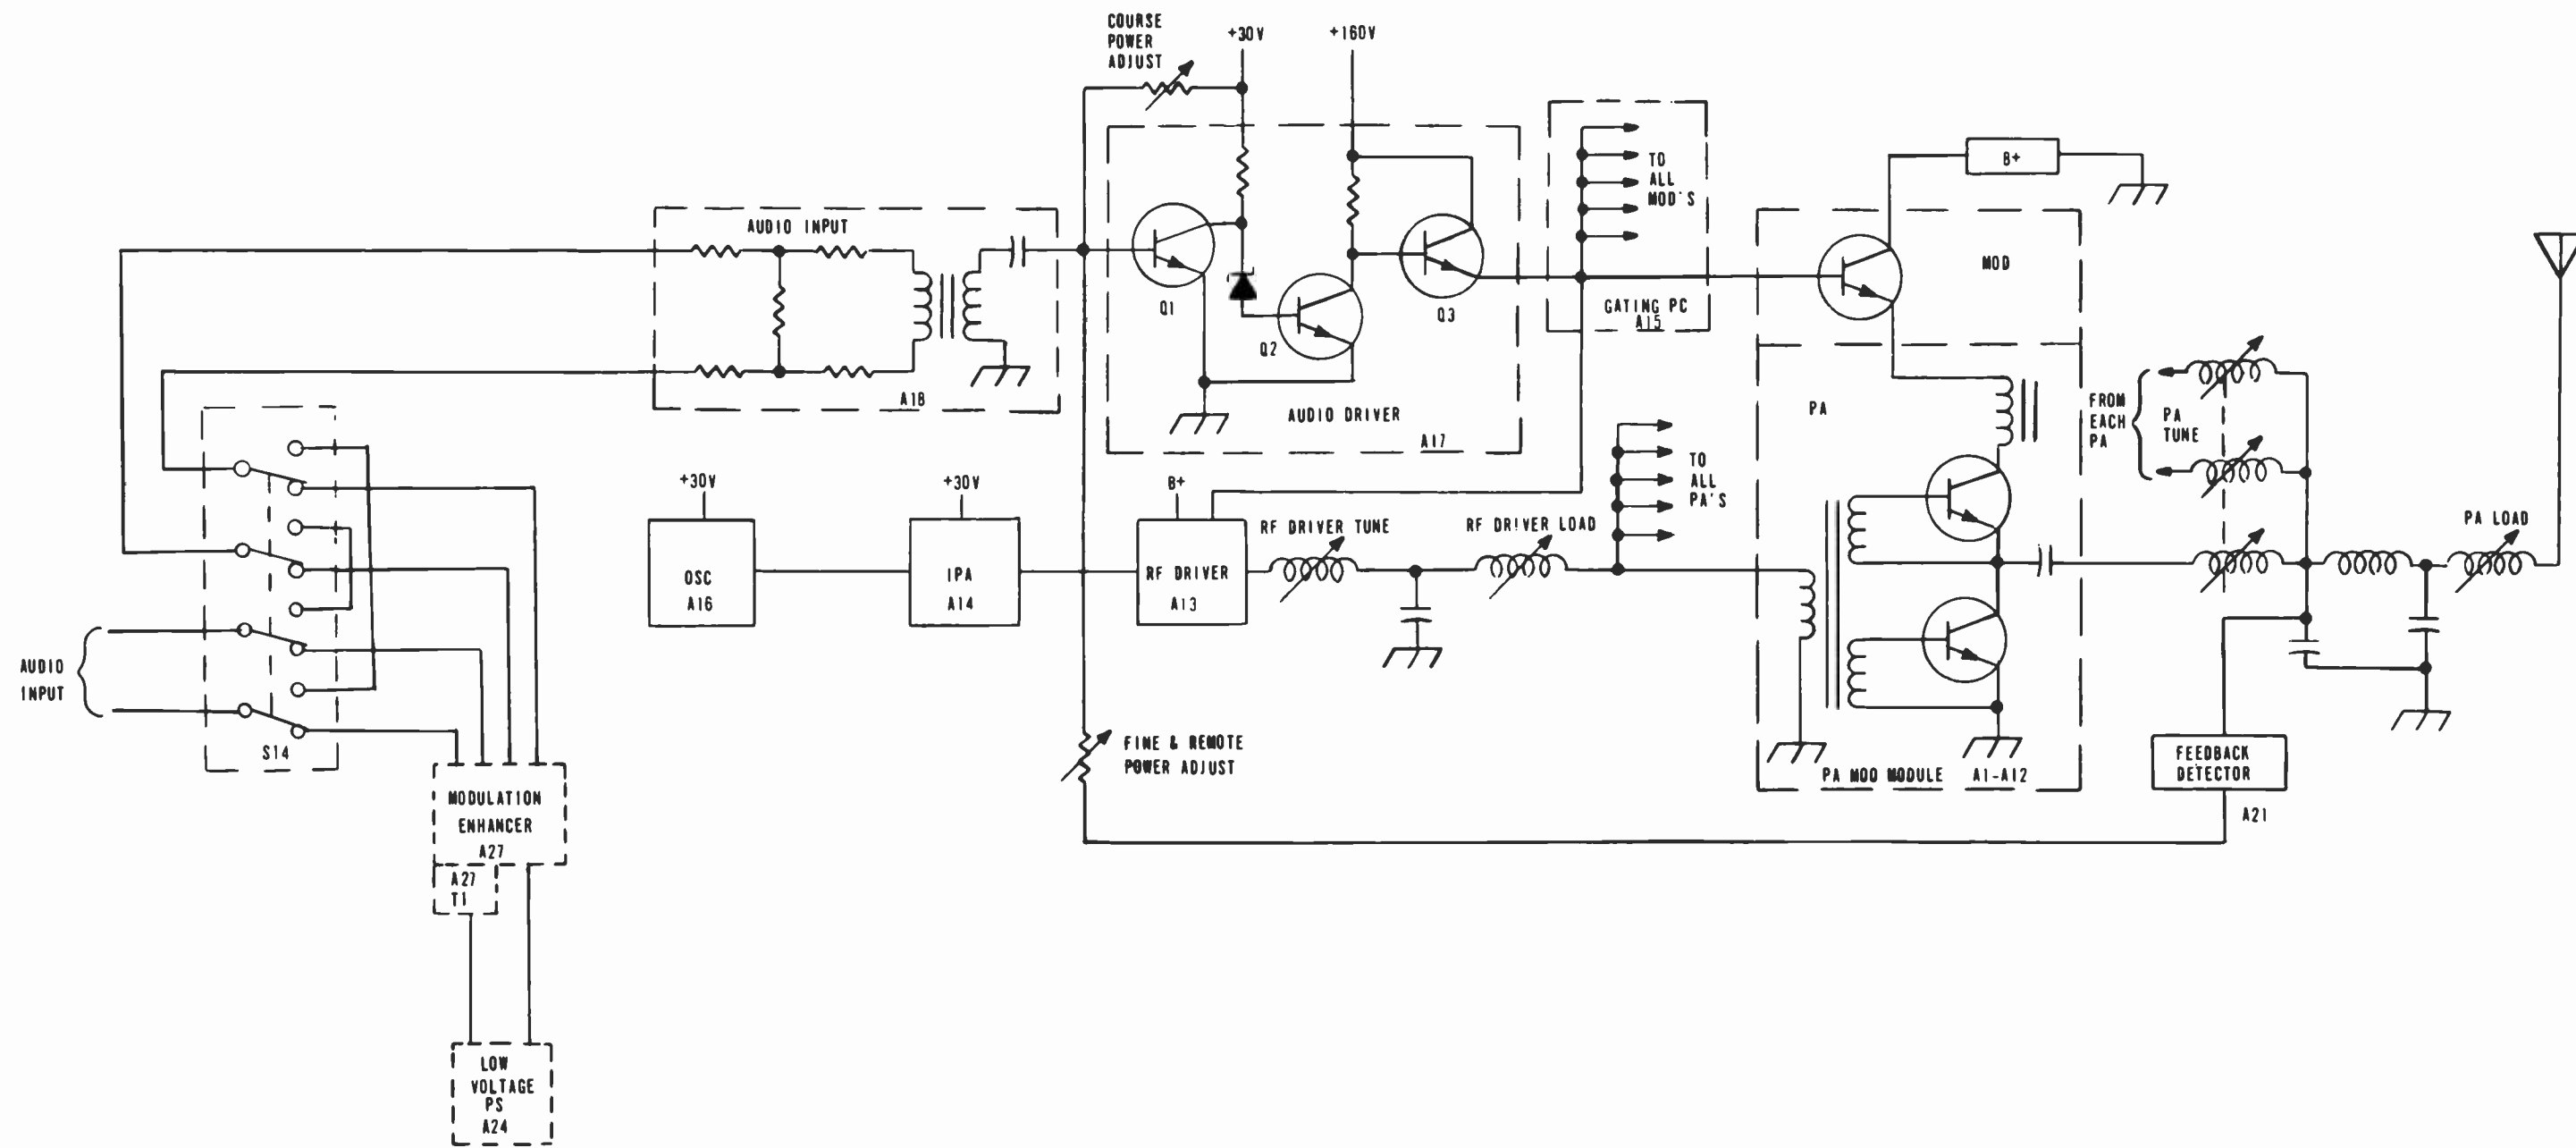 COURSE
POWER
ADJUST
+30V
+160V
TO
ALL
MOD'S
B+
AUDIO INPUT
MOD
Q1
Q2
Q3
GATING PC
A15
A18
AUDIO DRIVER
A17
PA
FROM
EACH
PA
PA
TUNE
+30V
+30V
B+
TO
ALL
PA'S
RF DRIVER TUNE
RF DRIVER LOAD
PA LOAD
OSC
A16
IPA
A14
RF DRIVER
A13
AUDIO
INPUT
S14
FINE & REMOTE
POWER ADJUST
PA MOD MODULE A1-A12
FEEDBACK
DETECTOR
A21
MODULATION
ENHANCER
A27
A27
T1
LOW
VOLTAGE
PS
A24